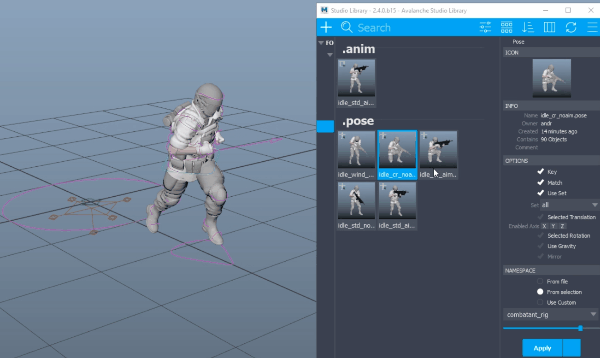 Studio Library - 2.4.0.b15 - Avalanche Studio Library
Search
FO
.anim
idle_std_ai...
.pose
idle_wind_...
idle_cr_noa...
idle_cr_aim...
idle_std_no...
idle_std_ai...
Pose
ICON
INFO
Name idle_cr_noaim.pose
Owner andr
Created 14 minutes ago
Contains 90 Objects
Comment
OPTIONS
Key
Match
Use Set
Set all
Selected Translation
Enabled Axis X Y Z
Selected Rotation
Use Gravity
Mirror
NAMESPACE
From file
From selection
Use Custom
combatant_rig
Apply